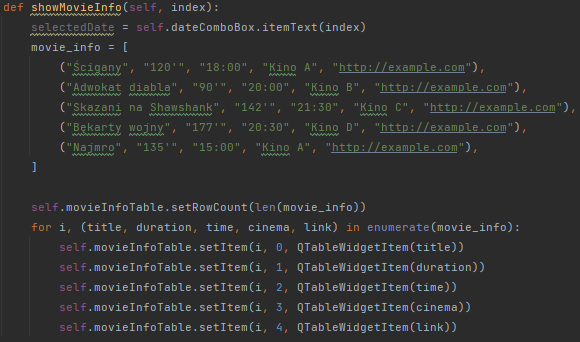 def showMovieInfo(self, index):
    selectedDate = self.dateComboBox.itemText(index)
    movie_info = [
        ("Ścigany", "120'", "18:00", "Kino A", "http://example.com"),
        ("Adwokat diabla", "90'", "20:00", "Kino B", "http://example.com"),
        ("Skazani na Shawshank", "142'", "21:30", "Kino C", "http://example.com"),
        ("Bękarty wojny", "177'", "20:30", "Kino D", "http://example.com"),
        ("Najmro", "135'", "15:00", "Kino A", "http://example.com"),
    ]
    self.movieInfoTable.setRowCount(len(movie_info))
    for i, (title, duration, time, cinema, link) in enumerate(movie_info):
        self.movieInfoTable.setItem(i, 0, QTableWidgetItem(title))
        self.movieInfoTable.setItem(i, 1, QTableWidgetItem(duration))
        self.movieInfoTable.setItem(i, 2, QTableWidgetItem(time))
        self.movieInfoTable.setItem(i, 3, QTableWidgetItem(cinema))
        self.movieInfoTable.setItem(i, 4, QTableWidgetItem(link))